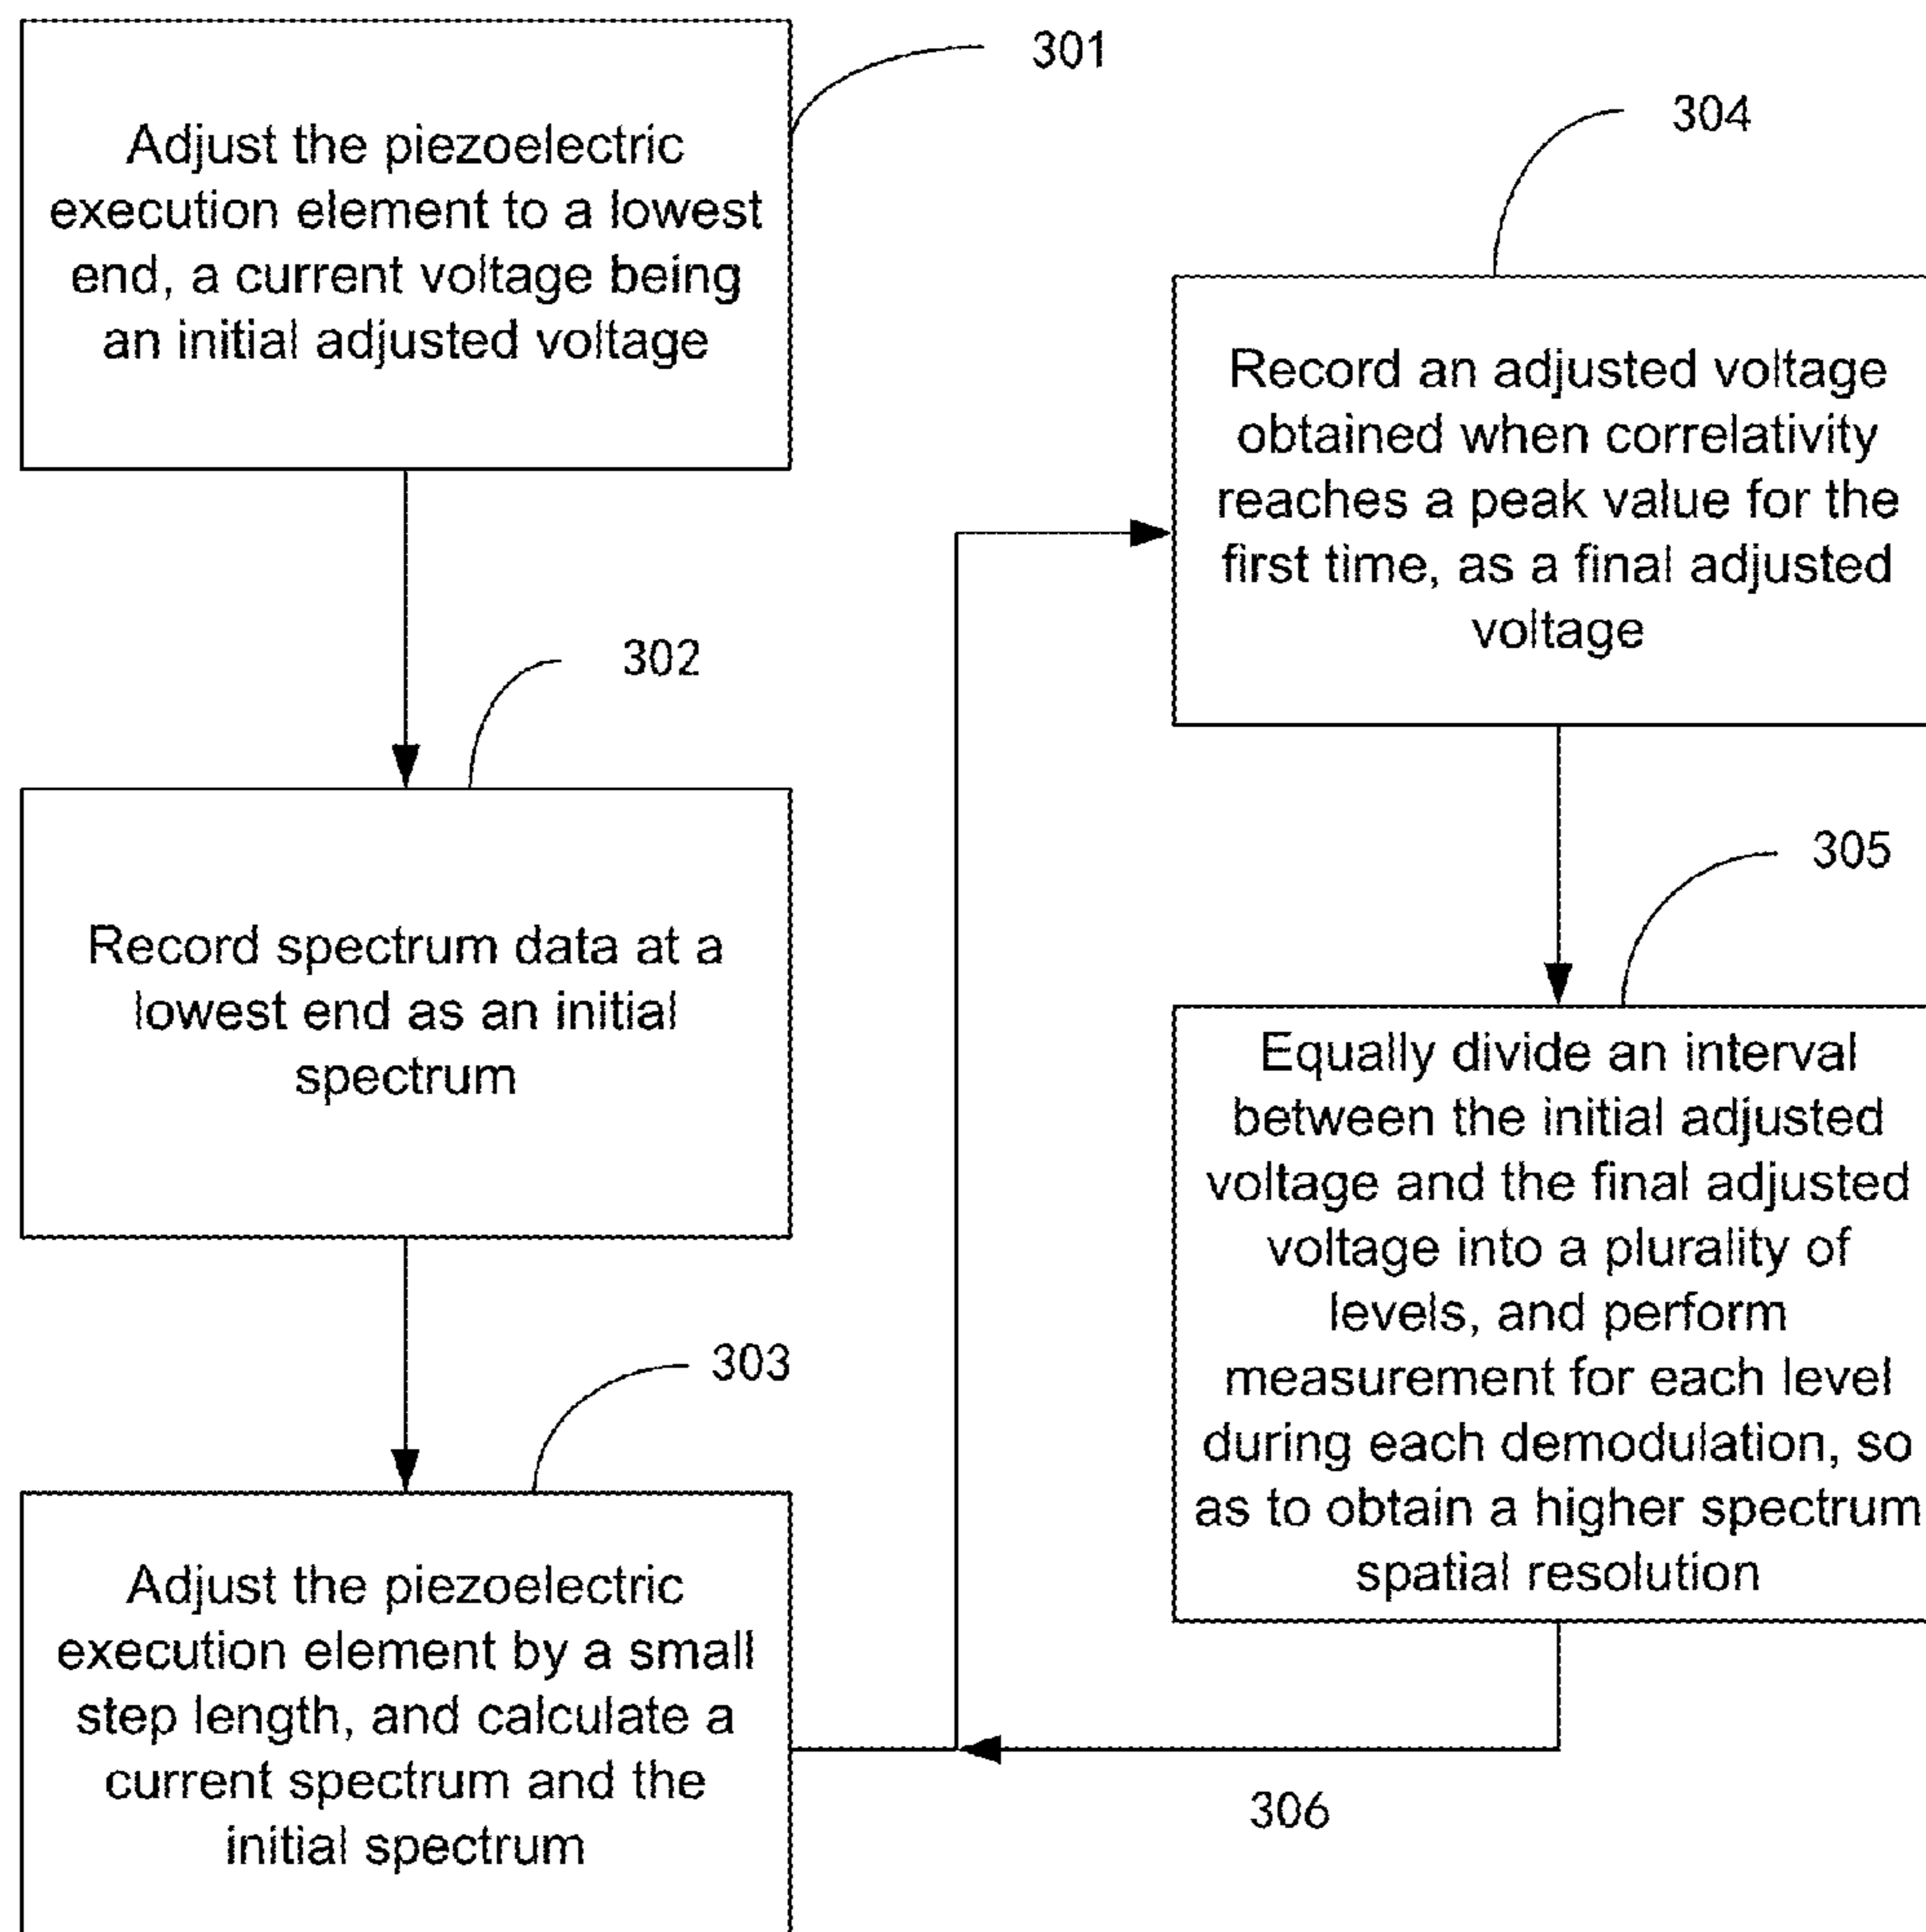 301
Adjust the piezoelectric
execution element to a lowest
end, a current voltage being
an initial adjusted voltage
302
Record spectrum data at a
lowest end as an initial
spectrum
303
Adjust the piezoelectric
execution element by a small
step length, and calculate a
current spectrum and the
initial spectrum
304
Record an adjusted voltage
obtained when correlativity
reaches a peak value for the
first time, as a final adjusted
voltage
305
Equally divide an interval
between the initial adjusted
voltage and the final adjusted
voltage into a plurality of
levels, and perform
measurement for each level
during each demodulation, so
as to obtain a higher spectrum
spatial resolution
306